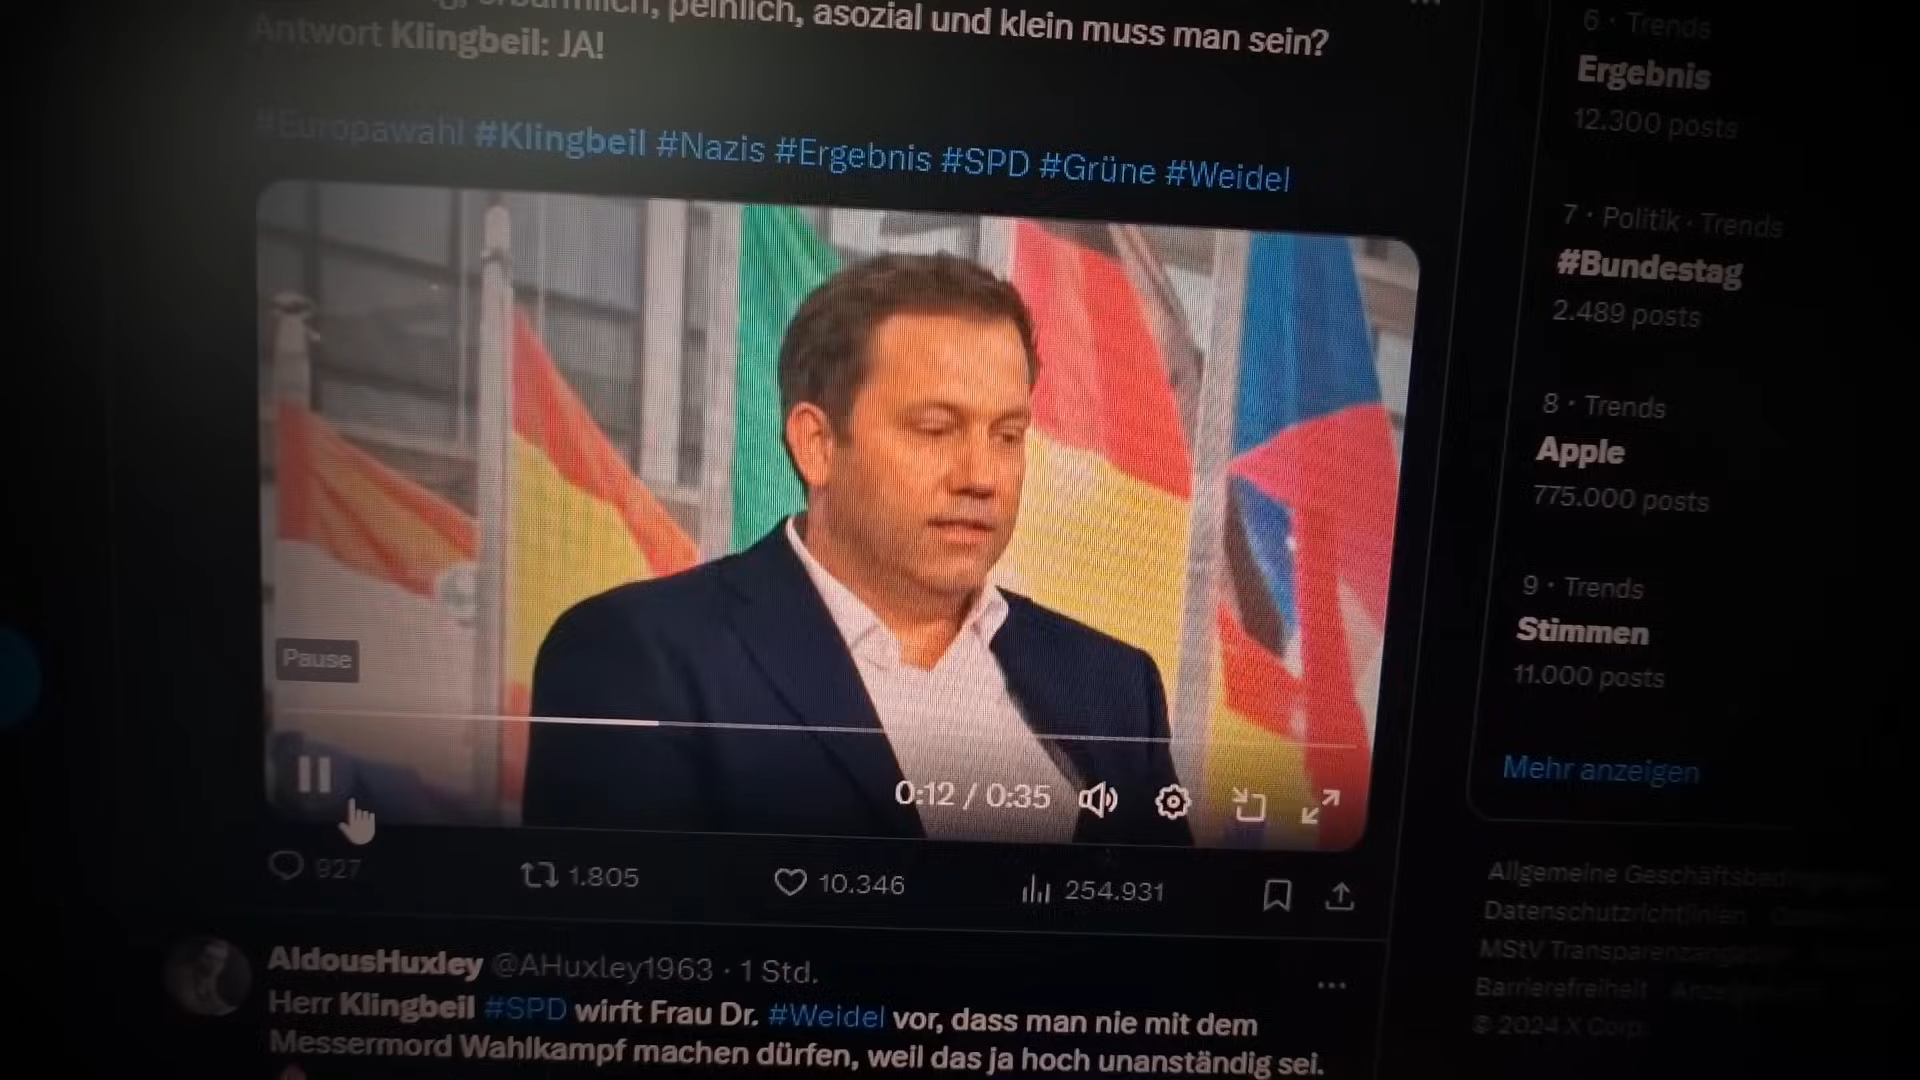 peinlich, asozial und klein muss man sein?
Antwort Klingbeil: JA!
#Europawahl #Klingbeil #Nazis #Ergebnis #SPD #Grüne #Weidel
Pause
0:12 / 0:35
927
1.805
10.346
254.931
AldousHuxley @AHuxley1963 · 1 Std.
Herr Klingbeil #SPD wirft Frau Dr. #Weidel vor, dass man nie mit dem
Messermord Wahlkampf machen dürfen, weil das ja hoch unanständig sei.
6 · Trends
Ergebnis
12.300 posts
7 · Politik · Trends
#Bundestag
2.489 posts
8 · Trends
Apple
775.000 posts
9 · Trends
Stimmen
11.000 posts
Mehr anzeigen
Allgemeine
Datenschutzrichtlinien
MStV
Barrierefreiheit
© 2024 X Corp.